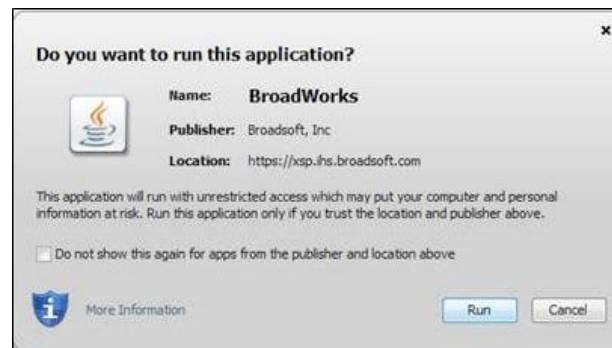 Do you want to run this application?
Name: BroadWorks
Publisher: Broadsoft, Inc
Location: https://xsp.ihs.broadsoft.com
This application will run with unrestricted access which may put your computer and personal
information at risk. Run this application only if you trust the location and publisher above.
Do not show this again for apps from the publisher and location above
More Information
Run
Cancel